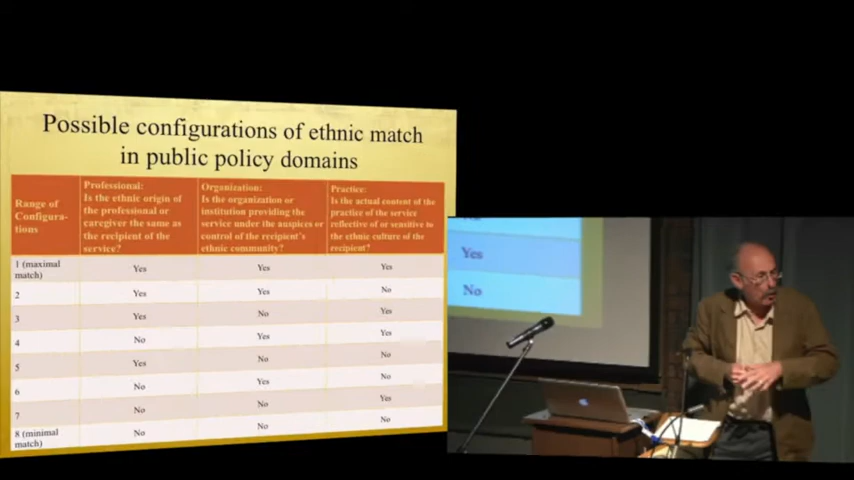 Possible configurations of ethnic match
in public policy domains
Range of
Configura-
tions
Professional:
Is the ethnic origin of
the professional or
caregiver the same as
the recipient of the
service?
Organization:
Is the organization or
institution providing the
service under the auspices or
control of the recipient's
ethnic community?
Practice:
Is the actual content of the
practice of the service
reflective of or sensitive to
the ethnic culture of the
recipient?
1 (maximal
match)
Yes
Yes
Yes
2
Yes
Yes
No
3
Yes
No
Yes
4
No
Yes
Yes
5
Yes
No
No
6
No
Yes
No
7
No
No
Yes
8 (minimal
match)
No
No
No
Yes
No